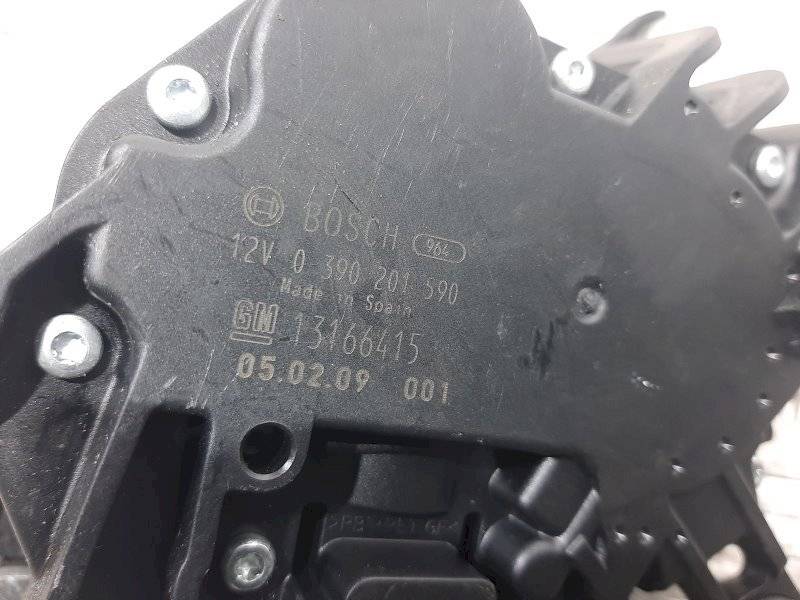 BOSCH 964
12V 0 390 201 590
Made in Spain
GM 13166415
05.02.09 001